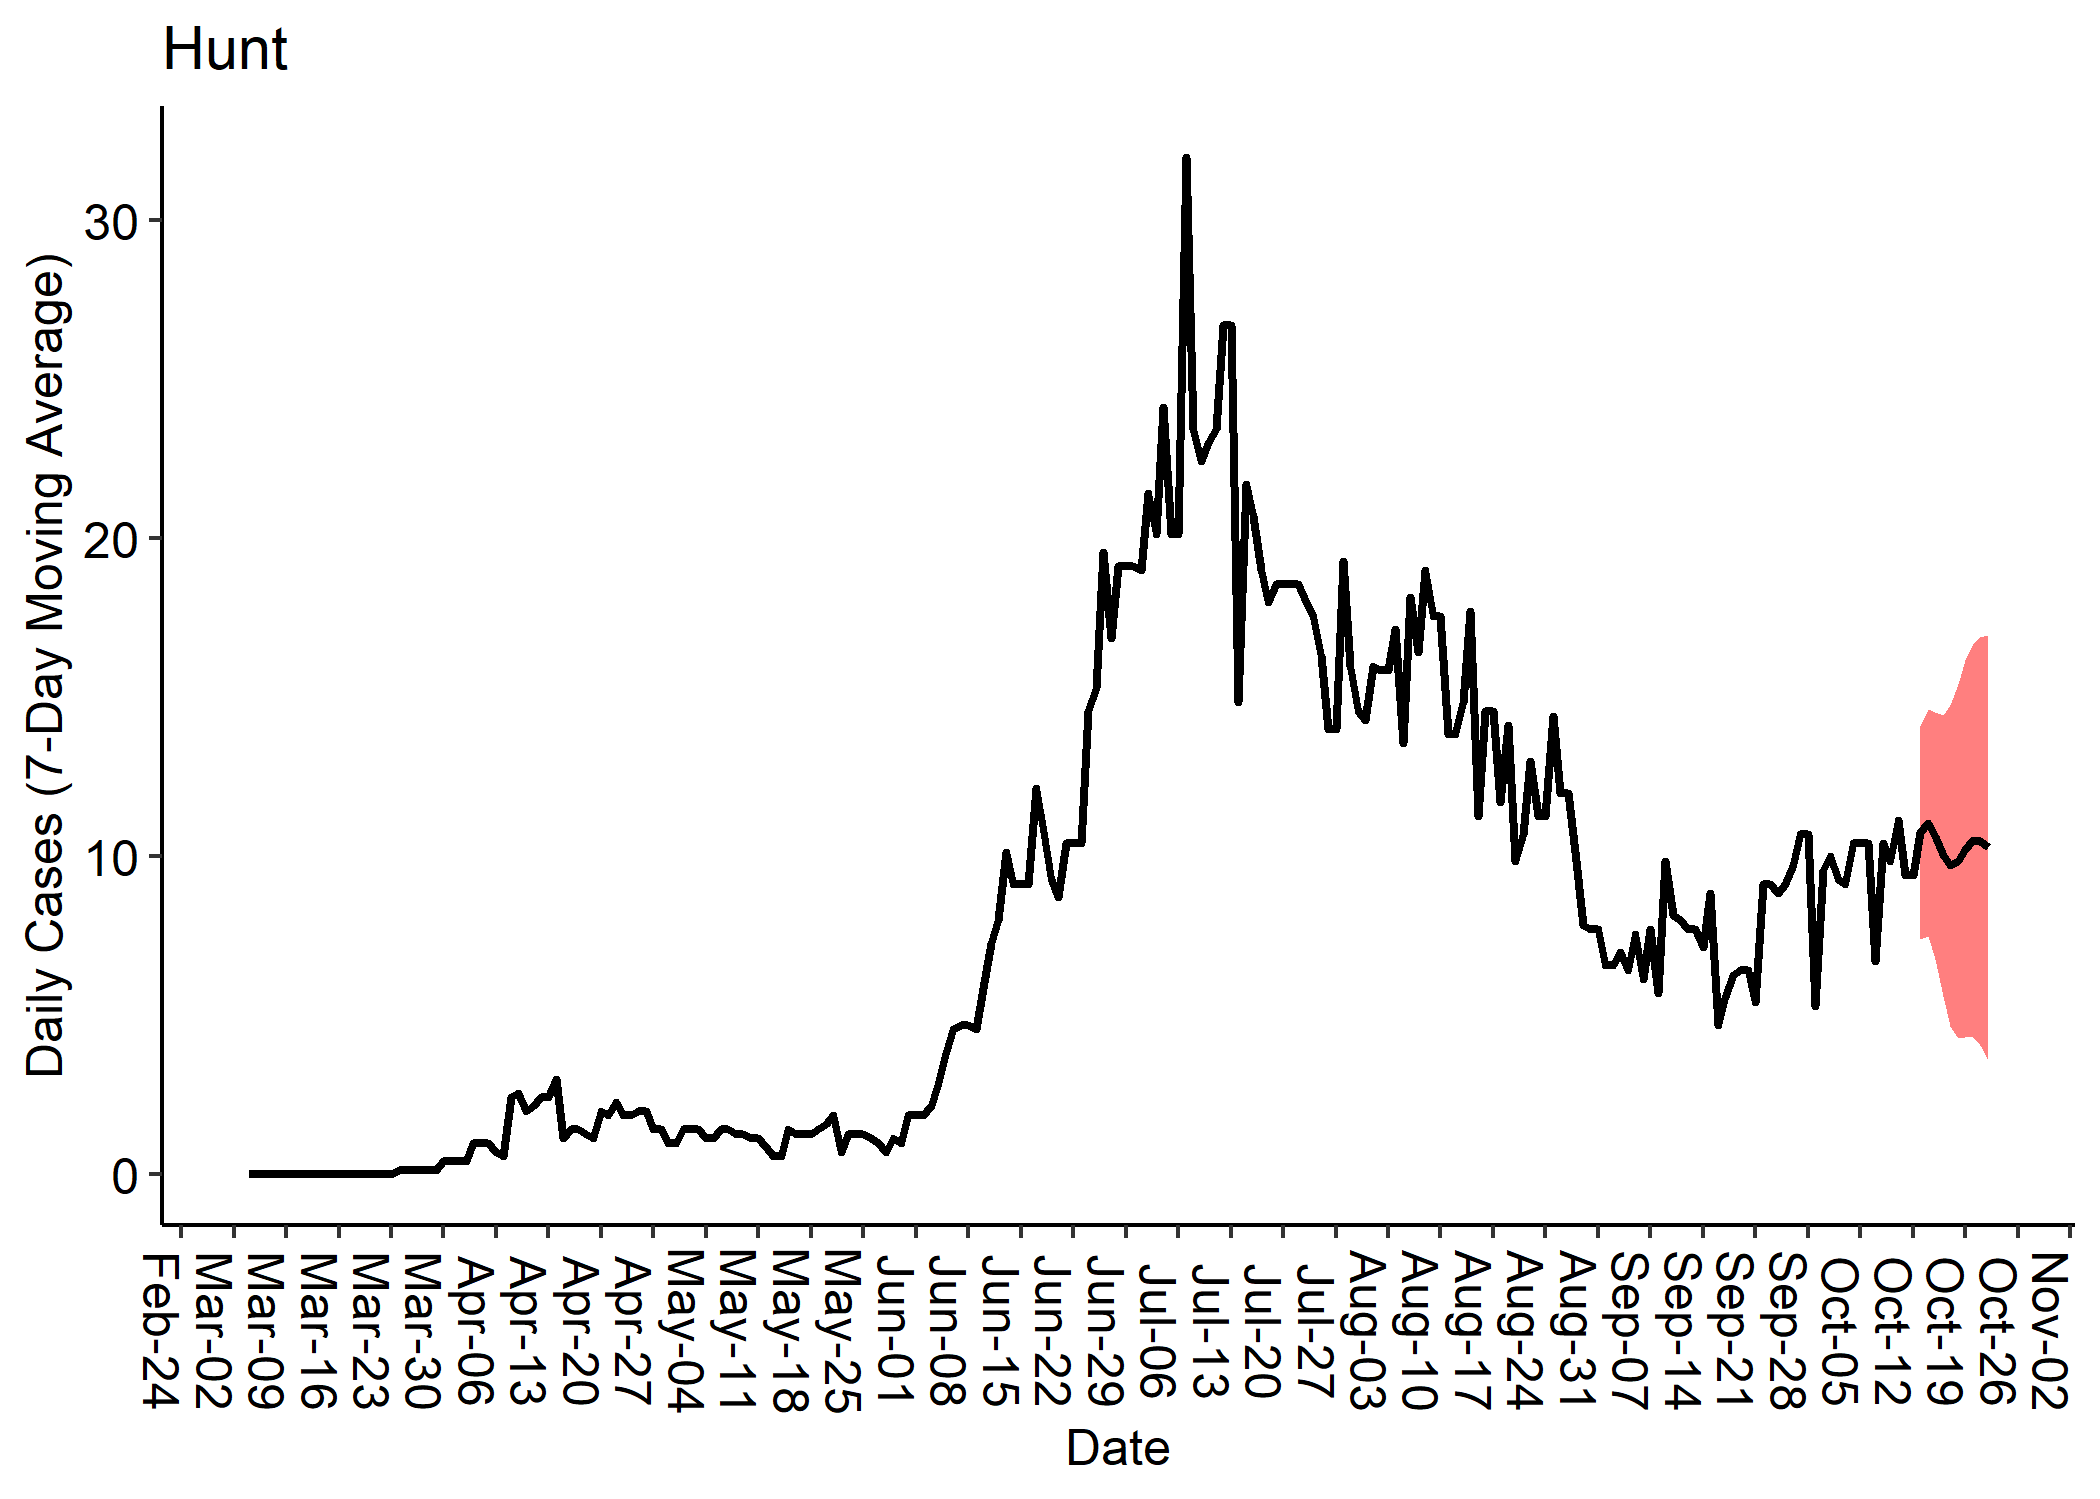 Hunt
Daily Cases (7-Day Moving Average)
30
20
10
0
Feb-24
Mar-02
Mar-09
Mar-16
Mar-23
Mar-30
Apr-06
Apr-13
Apr-20
Apr-27
May-04
May-11
May-18
May-25
Jun-01
Jun-08
Jun-15
Jun-22
Jun-29
Jul-06
Jul-13
Jul-20
Jul-27
Aug-03
Aug-10
Aug-17
Aug-24
Aug-31
Sep-07
Sep-14
Sep-21
Sep-28
Oct-05
Oct-12
Oct-19
Oct-26
Nov-02
Date